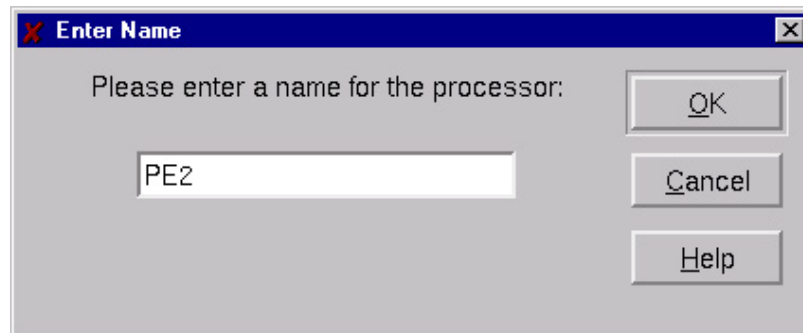 Enter Name
Please enter a name for the processor:
OK
PE2
Cancel
Help